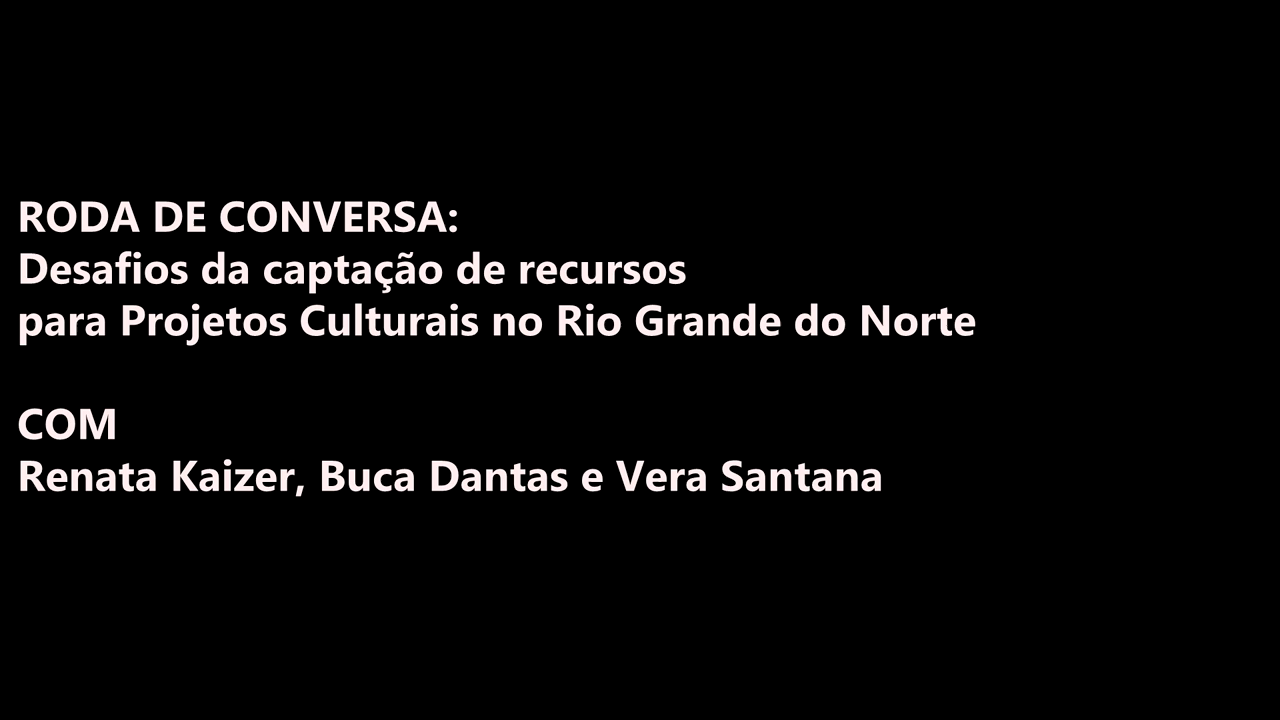 RODA DE CONVERSA:
Desafios da captação de recursos
para Projetos Culturais no Rio Grande do Norte
COM
Renata Kaizer, Buca Dantas e Vera Santana